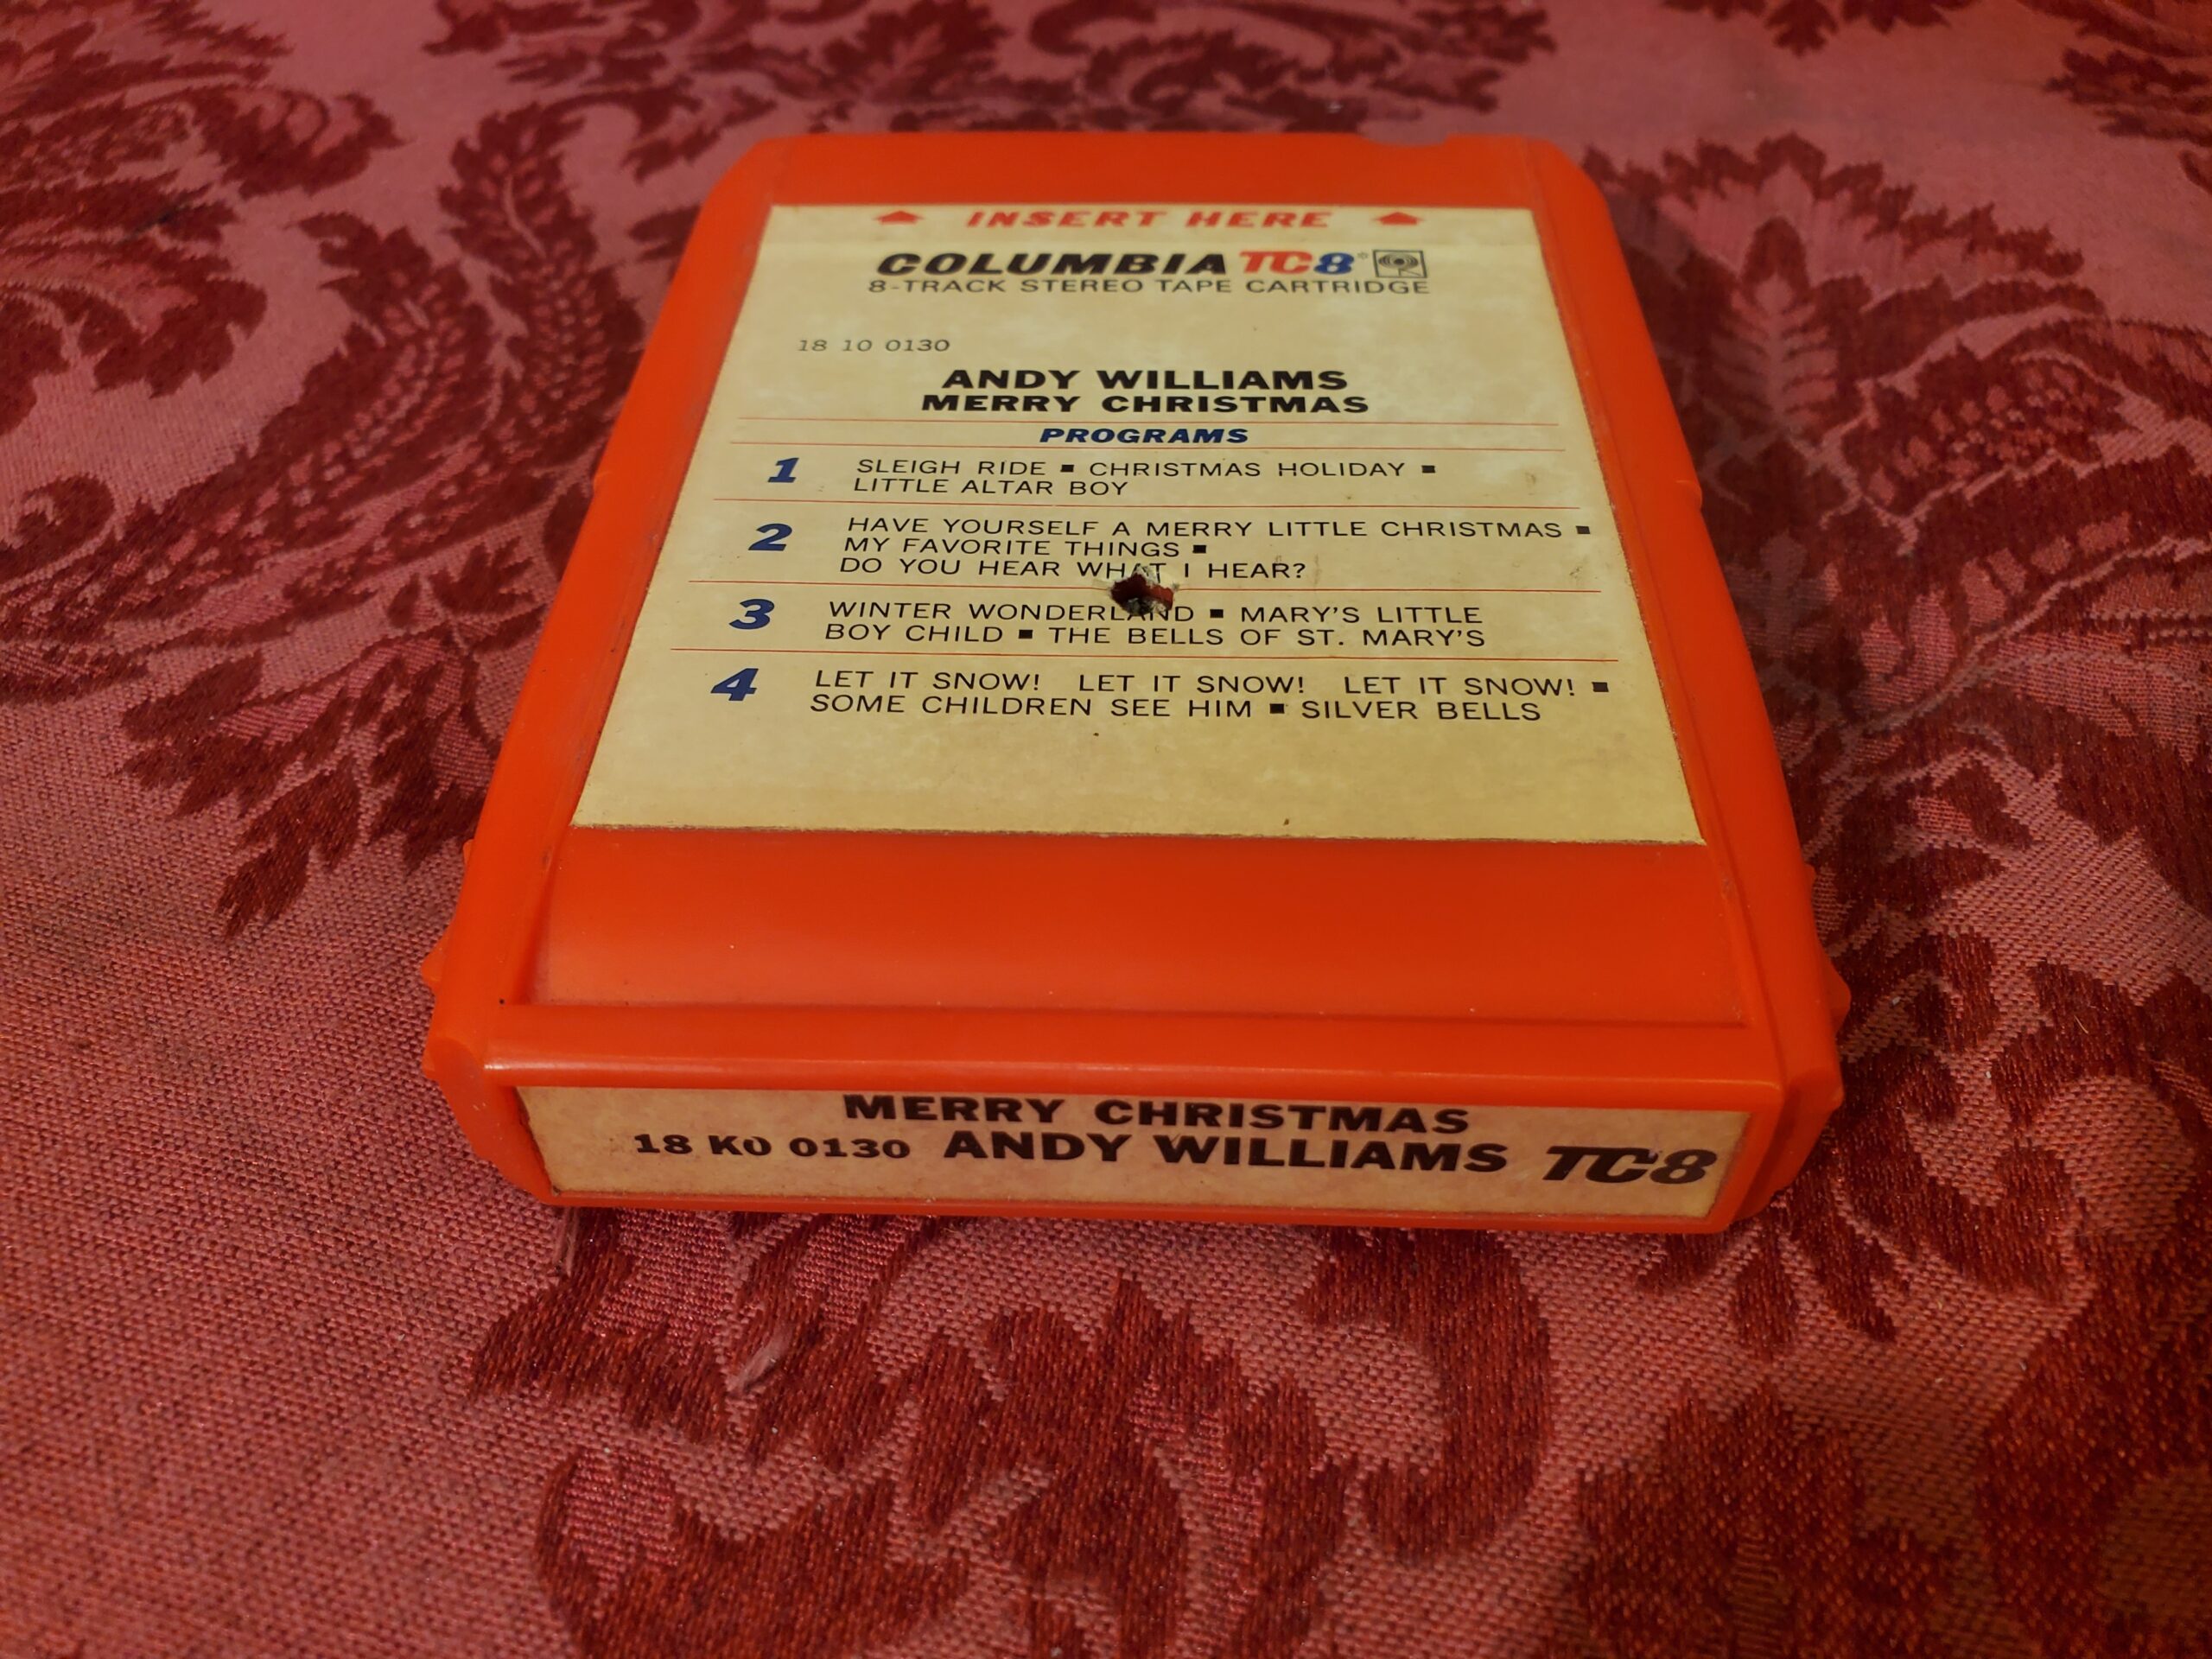 INSERT HERE
COLUMBIA TC8®
8-TRACK STEREO TAPE CARTRIDGE
18 10 0130
ANDY WILLIAMS
MERRY CHRISTMAS
PROGRAMS
1 SLEIGH RIDE ▪ CHRISTMAS HOLIDAY ▪
LITTLE ALTAR BOY
2 HAVE YOURSELF A MERRY LITTLE CHRISTMAS ▪
MY FAVORITE THINGS ▪
DO YOU HEAR WHAT I HEAR?
3 WINTER WONDERLAND ▪ MARY'S LITTLE
BOY CHILD ▪ THE BELLS OF ST. MARY'S
4 LET IT SNOW! LET IT SNOW! LET IT SNOW! ▪
SOME CHILDREN SEE HIM ▪ SILVER BELLS
MERRY CHRISTMAS
18 K0 0130 ANDY WILLIAMS TC8